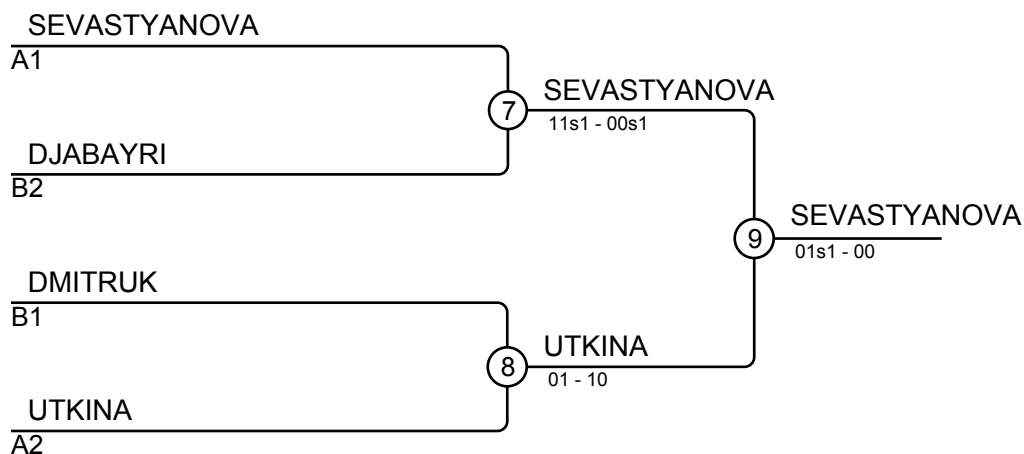 SEVASTYANOVA
A1
7
SEVASTYANOVA
11s1 - 00s1
DJABAYRI
B2
9
SEVASTYANOVA
01s1 - 00
DMITRUK
B1
8
UTKINA
01 - 10
UTKINA
A2